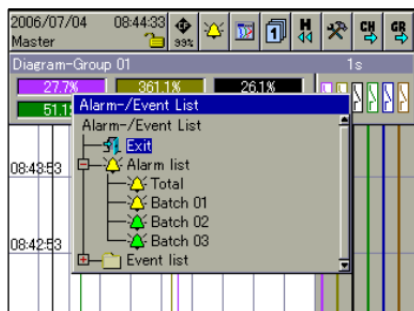 2006/07/04 08:44:33
Master 99% 1 H CH GR
Diagram-Group 01 1s
27.7% 361.1% 26.1%
51.1
Alarm-/Event List
Alarm-/Event List
Exit
Alarm list
Total
Batch 01
Batch 02
Batch 03
Event list
08:43:53
08:42:53